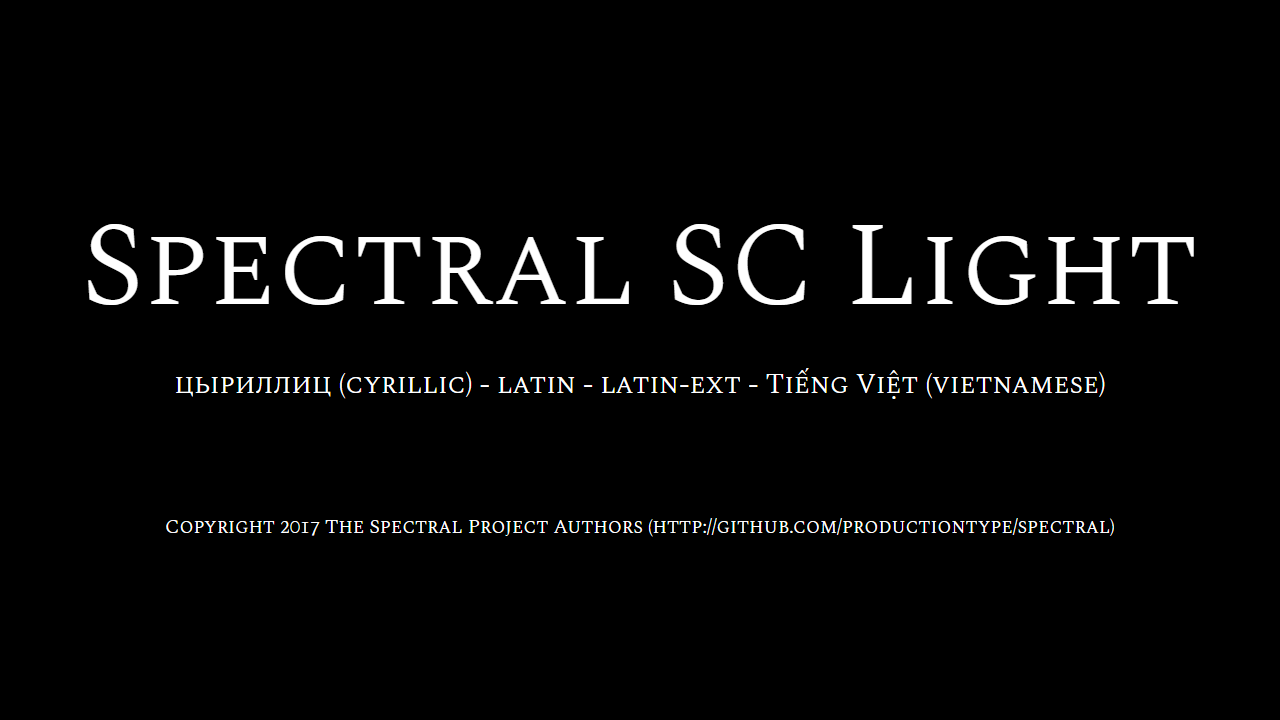 Spectral SC Light
цыриллиц (cyrillic) - latin - latin-ext - Tiếng Việt (vietnamese)
Copyright 2017 The Spectral Project Authors (http://github.com/productiontype/spectral)